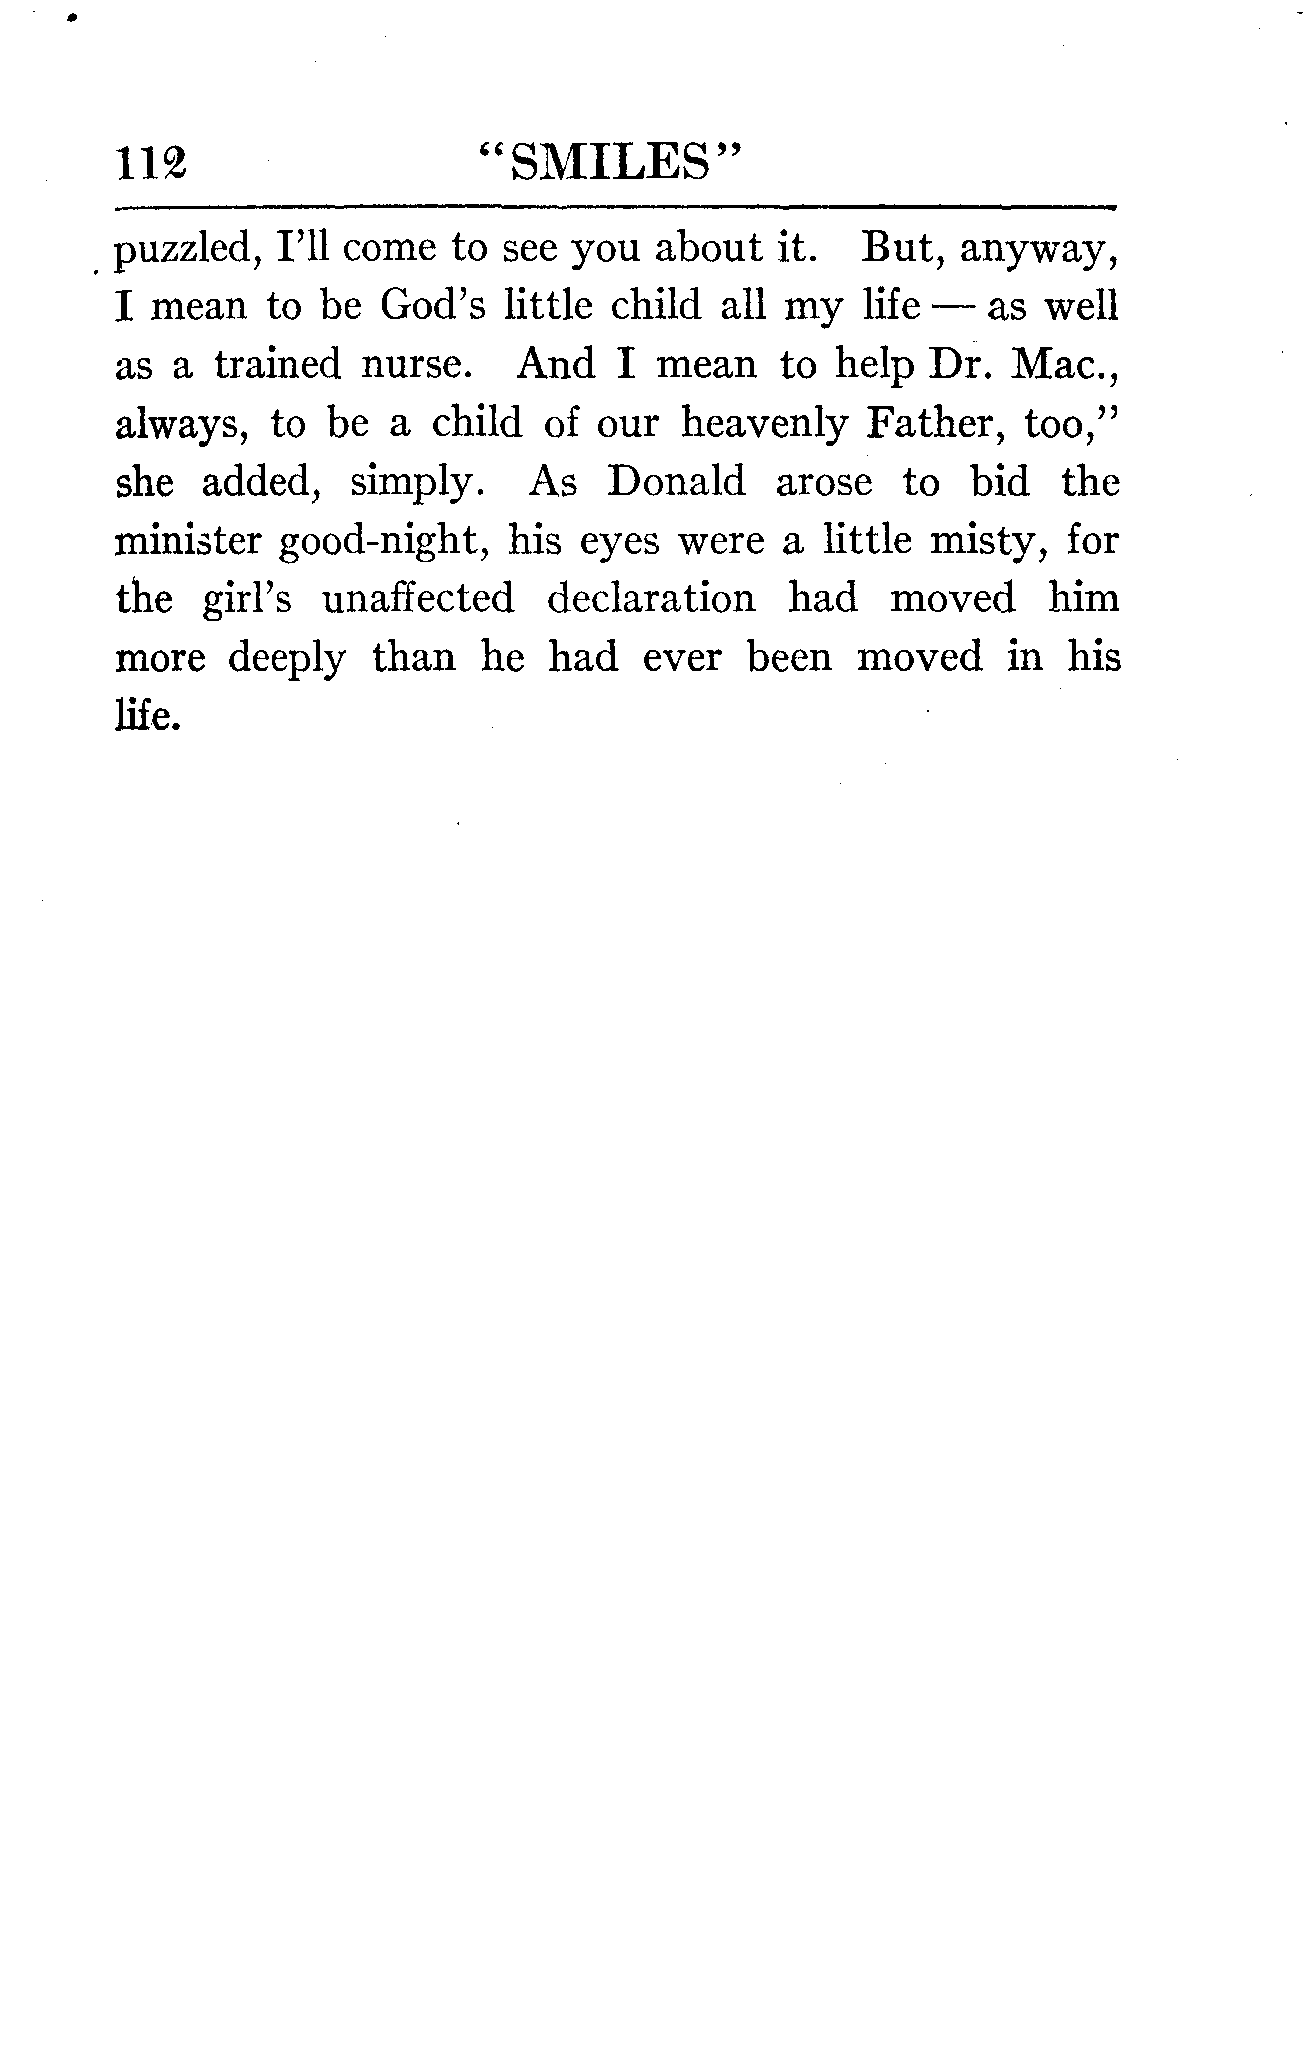 112 “SMILES”
puzzled, I’ll come to see you about it. But, anyway,
I mean to be God’s little child all my life — as well
as a trained nurse. And I mean to help Dr. Mac.,
always, to be a child of our heavenly Father, too,”
she added, simply. As Donald arose to bid the
minister good-night, his eyes were a little misty, for
the girl’s unaffected declaration had moved him
more deeply than he had ever been moved in his
life.